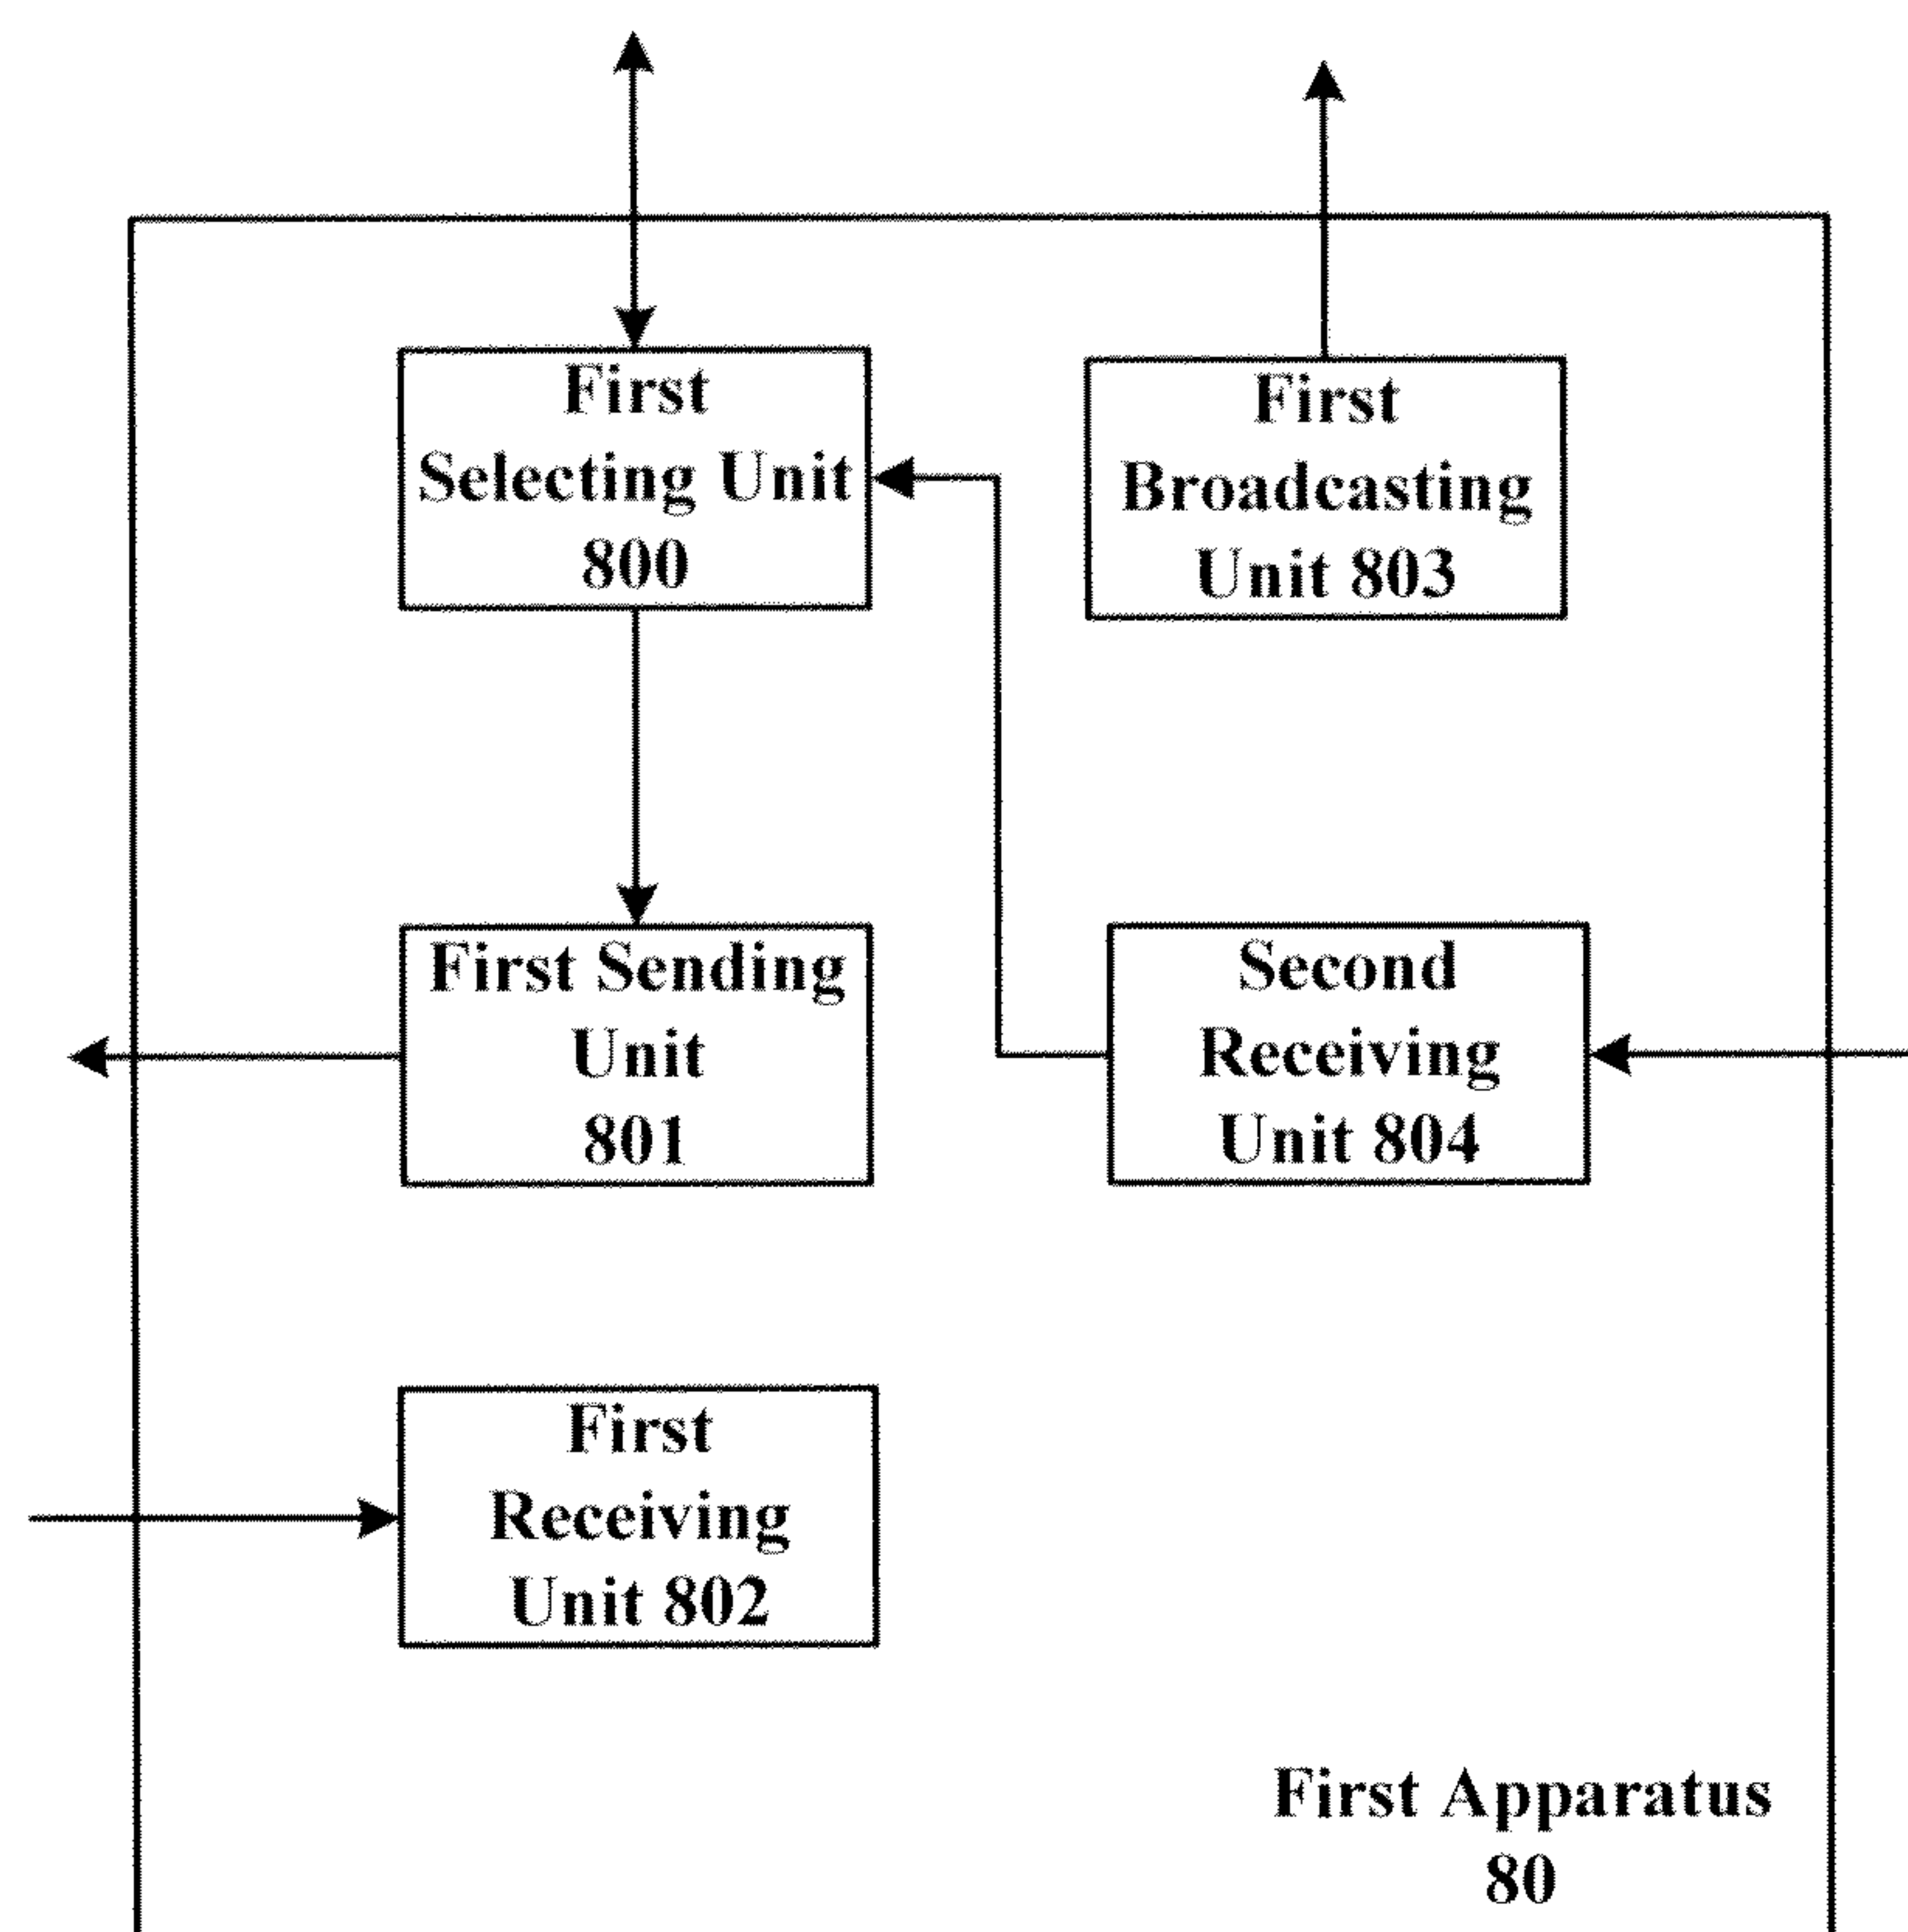 First
Selecting Unit
800
First
Broadcasting
Unit 803
First Sending
Unit
801
Second
Receiving
Unit 804
First
Receiving
Unit 802
First Apparatus
80